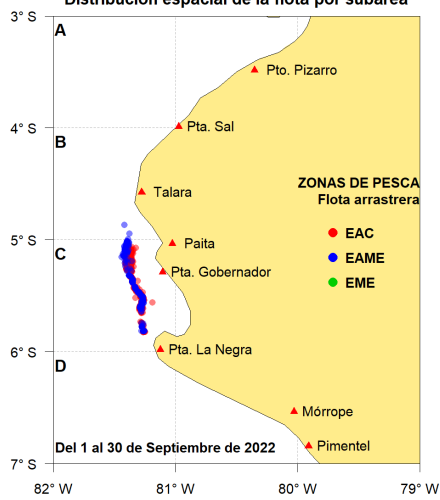 Distribución espacial de la flota por subárea
3° S
A
Pto. Pizarro
4° S
Pta. Sal
B
Talara
ZONAS DE PESCA
Flota arrastrera
EAC
5° S
Paita
C
EAME
Pta. Gobernador
EME
6° S
Pta. La Negra
D
Mórrope
Del 1 al 30 de Septiembre de 2022
Pimentel
7° S
82° W
81° W
80° W
79° W